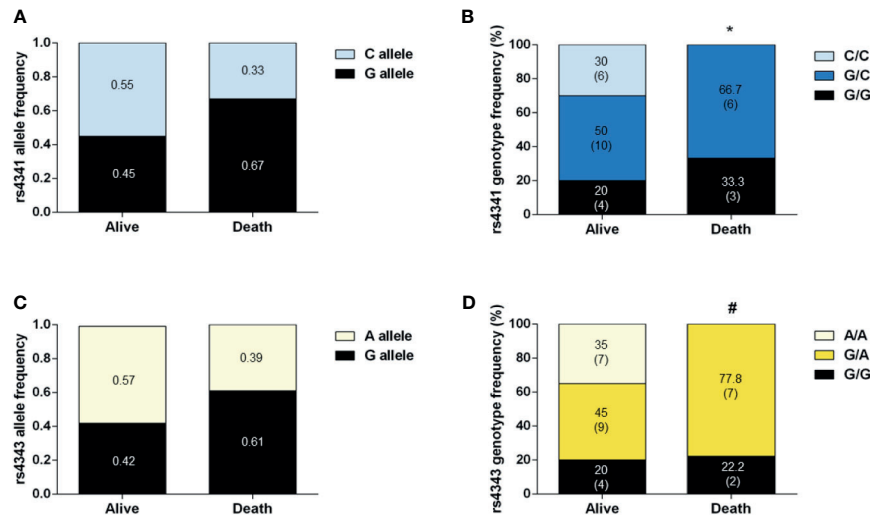 A
rs4341 allele frequency
1.0
0.8
0.6
0.4
0.2
0.0
0.55
0.45
0.33
0.67
Alive
Death
C allele
G allele
B
rs4341 genotype frequency (%)
100
80
60
40
20
0
*
30
(6)
50
(10)
20
(4)
66.7
(6)
33.3
(3)
Alive
Death
C/C
G/C
G/G
C
rs4343 allele frequency
1.0
0.8
0.6
0.4
0.2
0.0
0.57
0.42
0.39
0.61
Alive
Death
A allele
G allele
D
rs4343 genotype frequency (%)
100
80
60
40
20
0
#
35
(7)
45
(9)
20
(4)
77.8
(7)
22.2
(2)
Alive
Death
A/A
G/A
G/G